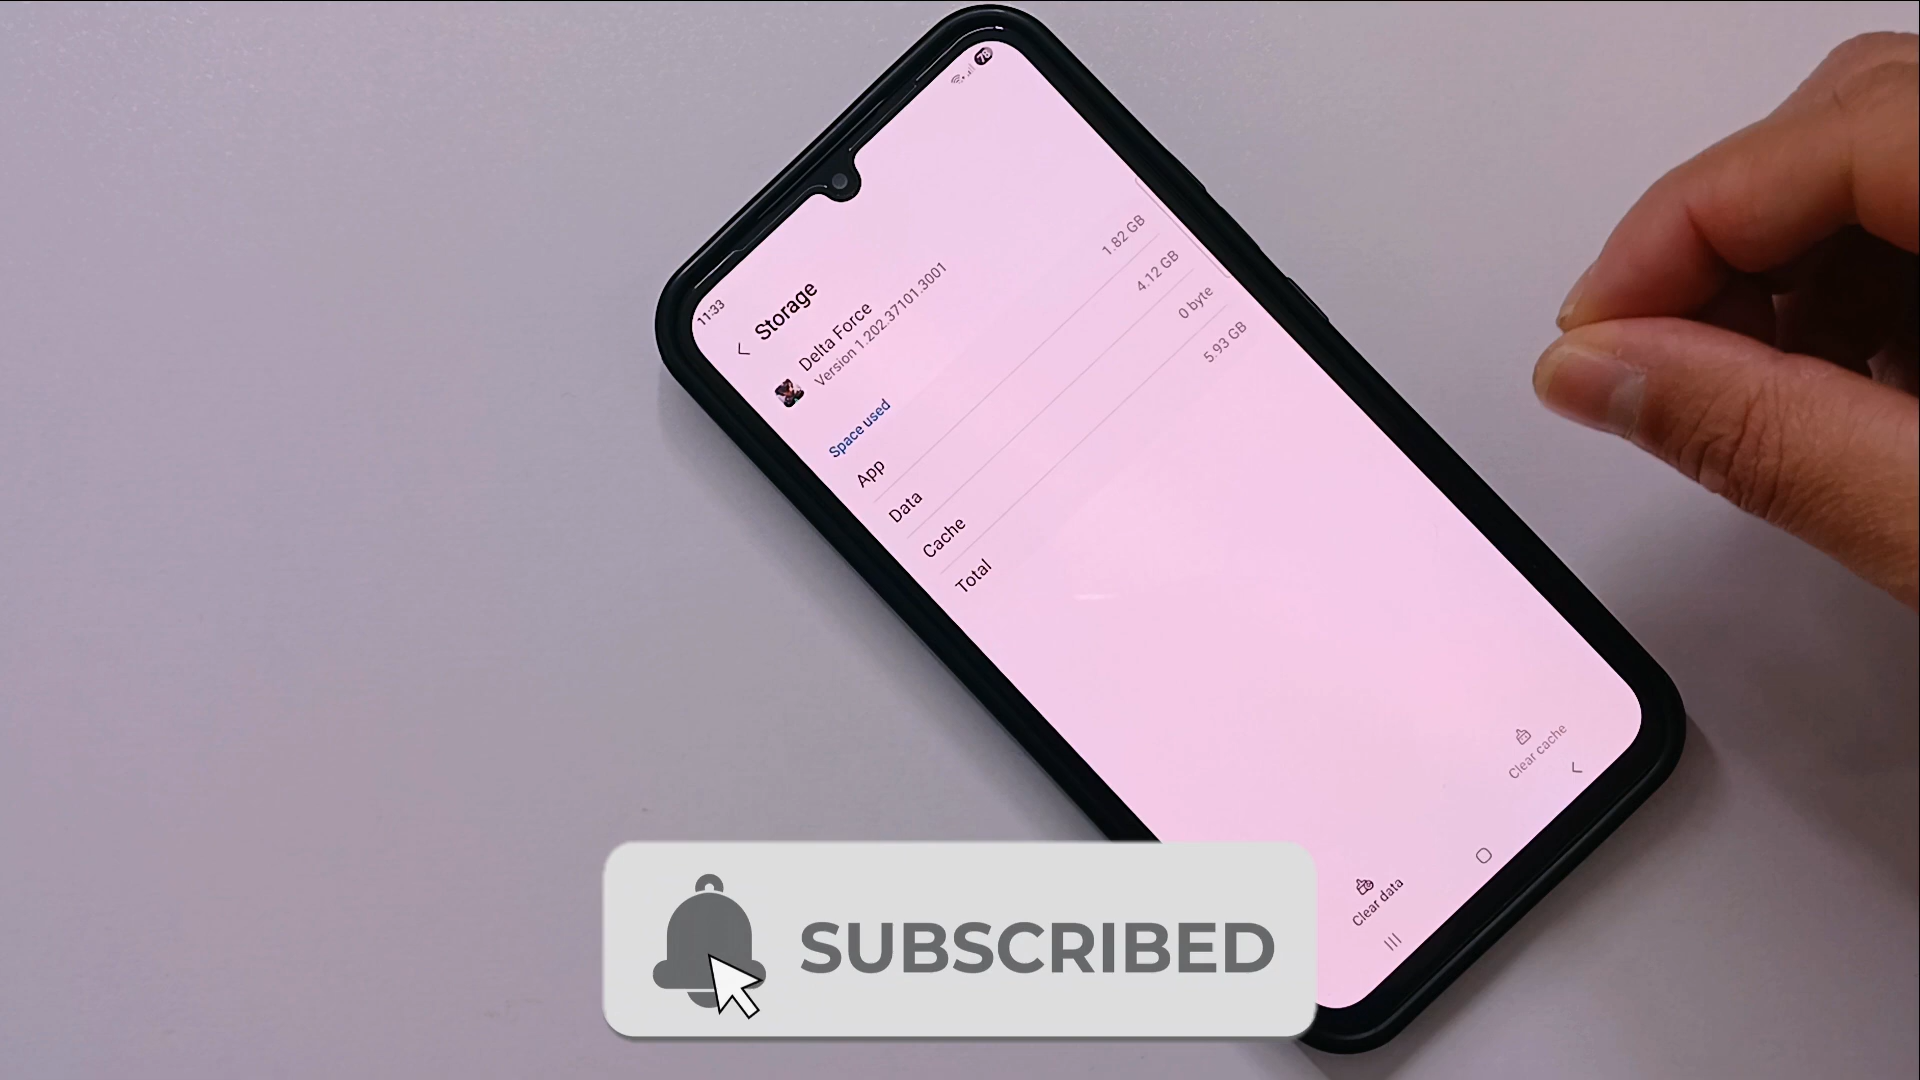 11:33
78
Storage
Delta Force
Version 1.202.37101.3001
Space used
App 1.82 GB
Data 4.12 GB
Cache 0 byte
Total 5.93 GB
Clear data
Clear cache
SUBSCRIBED